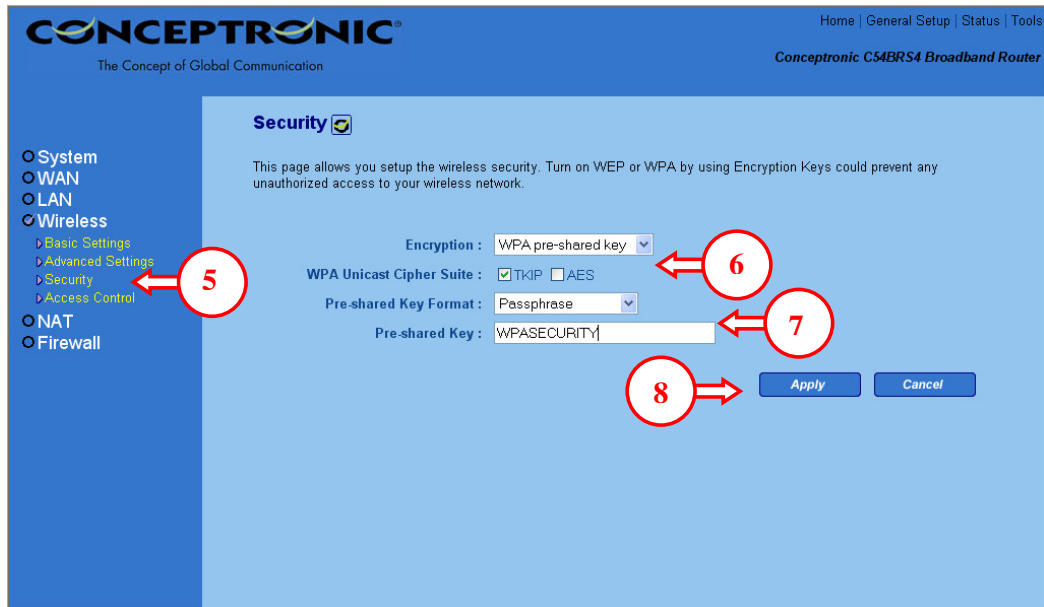 CONCEPTRONIC®
The Concept of Global Communication
Home | General Setup | Status | Tools
Conceptronic C54BRS4 Broadband Router
System
WAN
LAN
Wireless
Basic Settings
Advanced Settings
Security
Access Control
NAT
Firewall
5
Security
This page allows you setup the wireless security. Turn on WEP or WPA by using Encryption Keys could prevent any
unauthorized access to your wireless network.
Encryption : WPA pre-shared key
WPA Unicast Cipher Suite : TKIP AES
6
Pre-shared Key Format : Passphrase
Pre-shared Key : WPASECURITY
7
8
Apply Cancel